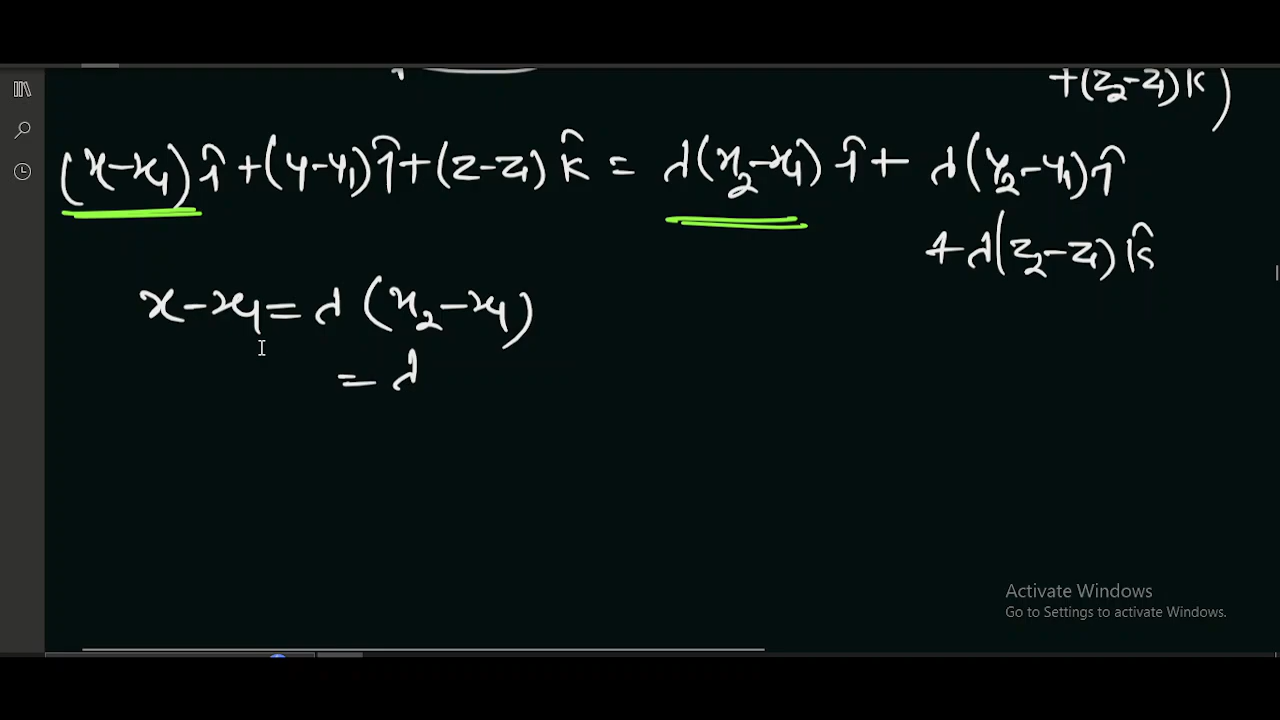 +(z₂-z₁)k̂)
(x-x₁)î+(y-y₁)ĵ+(z-z₁)k̂ = λ(x₂-x₁)î+ λ(y₂-y₁)ĵ
+λ(z₂-z₁)k̂
x-x₁= λ(x₂-x₁)
= λ
Activate Windows
Go to Settings to activate Windows.